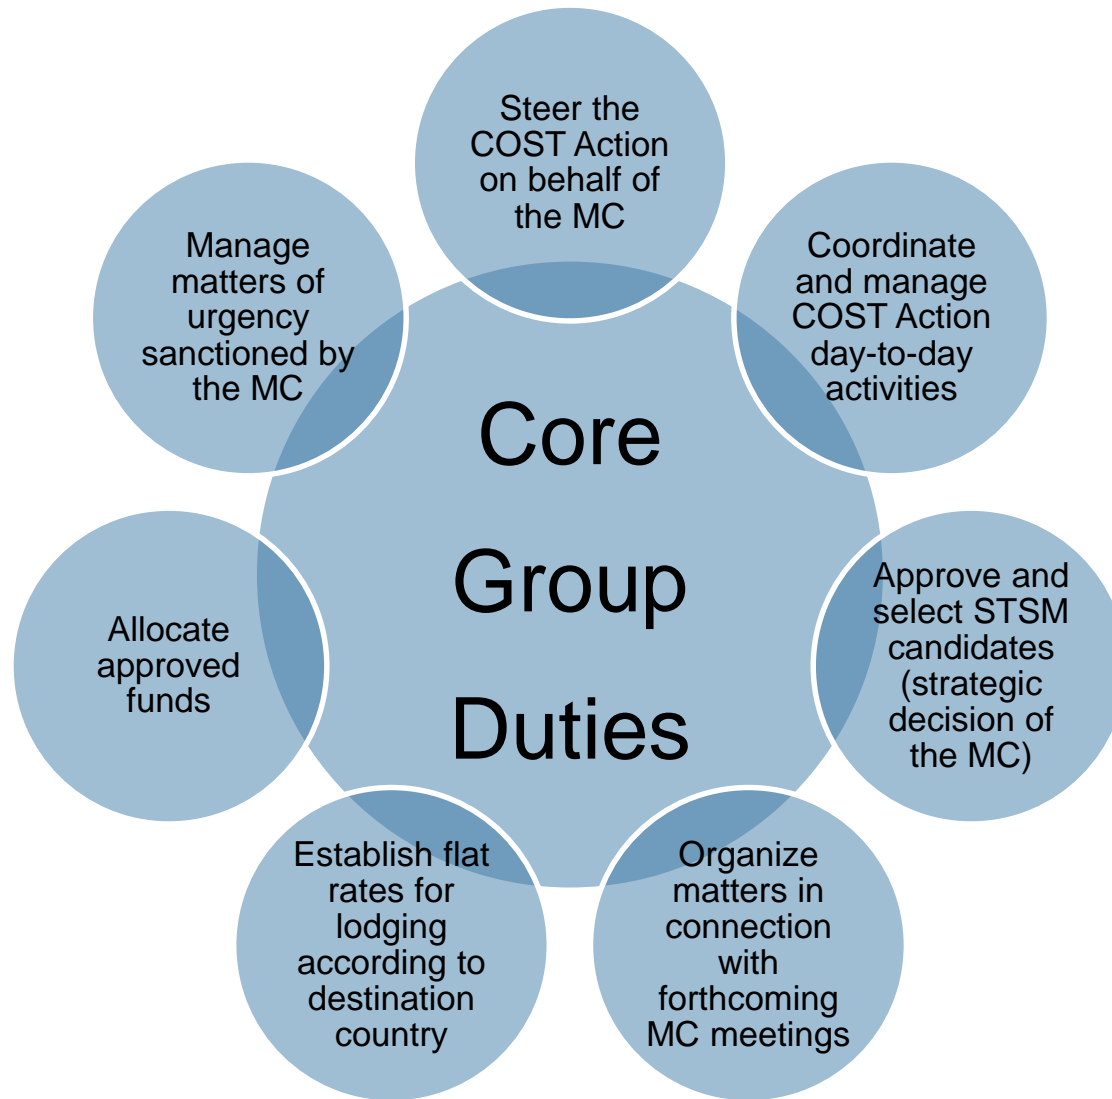 Steer the
COST Action
on behalf of
the MC
Coordinate
and manage
COST Action
day-to-day
activities
Approve and
select STSM
candidates
(strategic
decision of
the MC)
Organize
matters in
connection
with
forthcoming
MC meetings
Establish flat
rates for
lodging
according to
destination
country
Allocate
approved
funds
Manage
matters of
urgency
sanctioned by
the MC
Core
Group
Duties